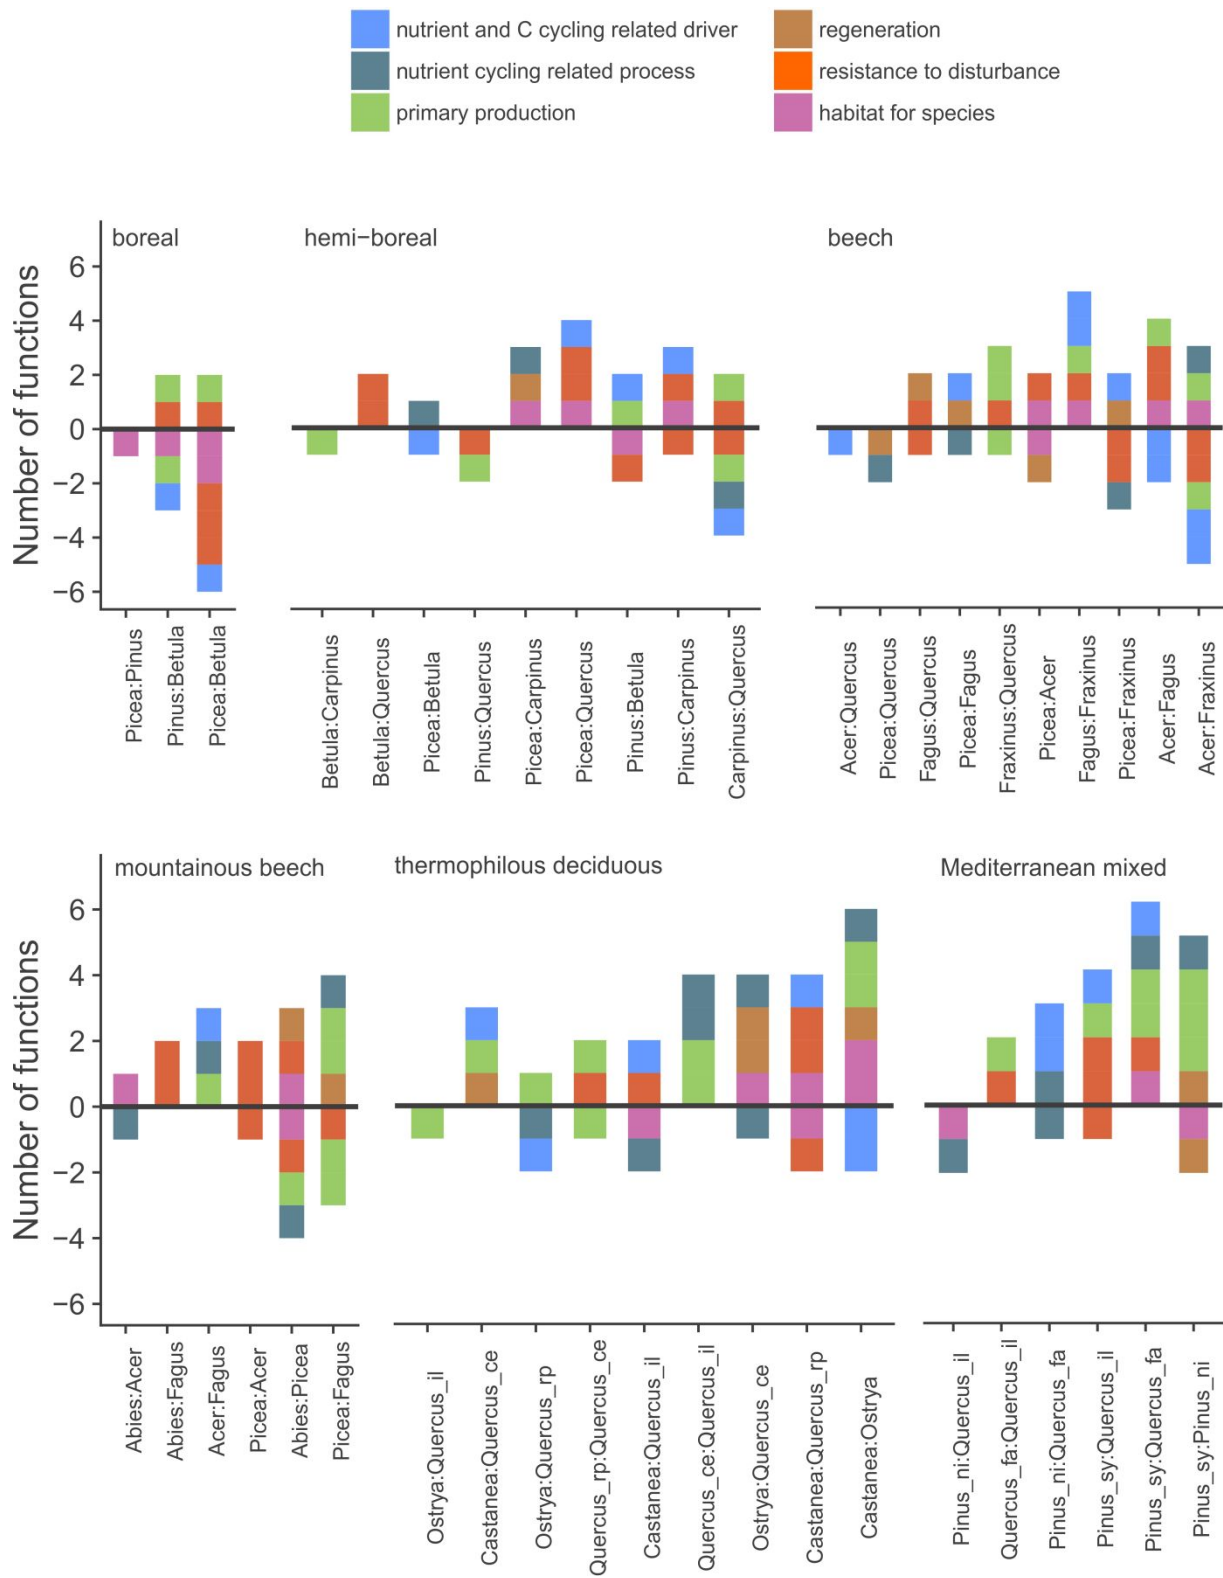 nutrient and C cycling related driver
nutrient cycling related process
primary production
regeneration
resistance to disturbance
habitat for species
Number of functions
6
4
2
0
−2
−4
−6
boreal
Picea:Pinus
Pinus:Betula
Picea:Betula
hemi−boreal
Betula:Carpinus
Betula:Quercus
Picea:Betula
Pinus:Quercus
Picea:Carpinus
Picea:Quercus
Pinus:Betula
Pinus:Carpinus
Carpinus:Quercus
beech
Acer:Quercus
Picea:Quercus
Fagus:Quercus
Picea:Fagus
Fraxinus:Quercus
Picea:Acer
Fagus:Fraxinus
Picea:Fraxinus
Acer:Fagus
Acer:Fraxinus
Number of functions
6
4
2
0
−2
−4
−6
mountainous beech
Abies:Acer
Abies:Fagus
Acer:Fagus
Picea:Acer
Abies:Picea
Picea:Fagus
thermophilous deciduous
Ostrya:Quercus_il
Castanea:Quercus_ce
Ostrya:Quercus_rp
Quercus_rp:Quercus_ce
Castanea:Quercus_il
Quercus_ce:Quercus_il
Ostrya:Quercus_ce
Castanea:Quercus_rp
Castanea:Ostrya
Mediterranean mixed
Pinus_ni:Quercus_il
Quercus_fa:Quercus_il
Pinus_ni:Quercus_fa
Pinus_sy:Quercus_il
Pinus_sy:Quercus_fa
Pinus_sy:Pinus_ni